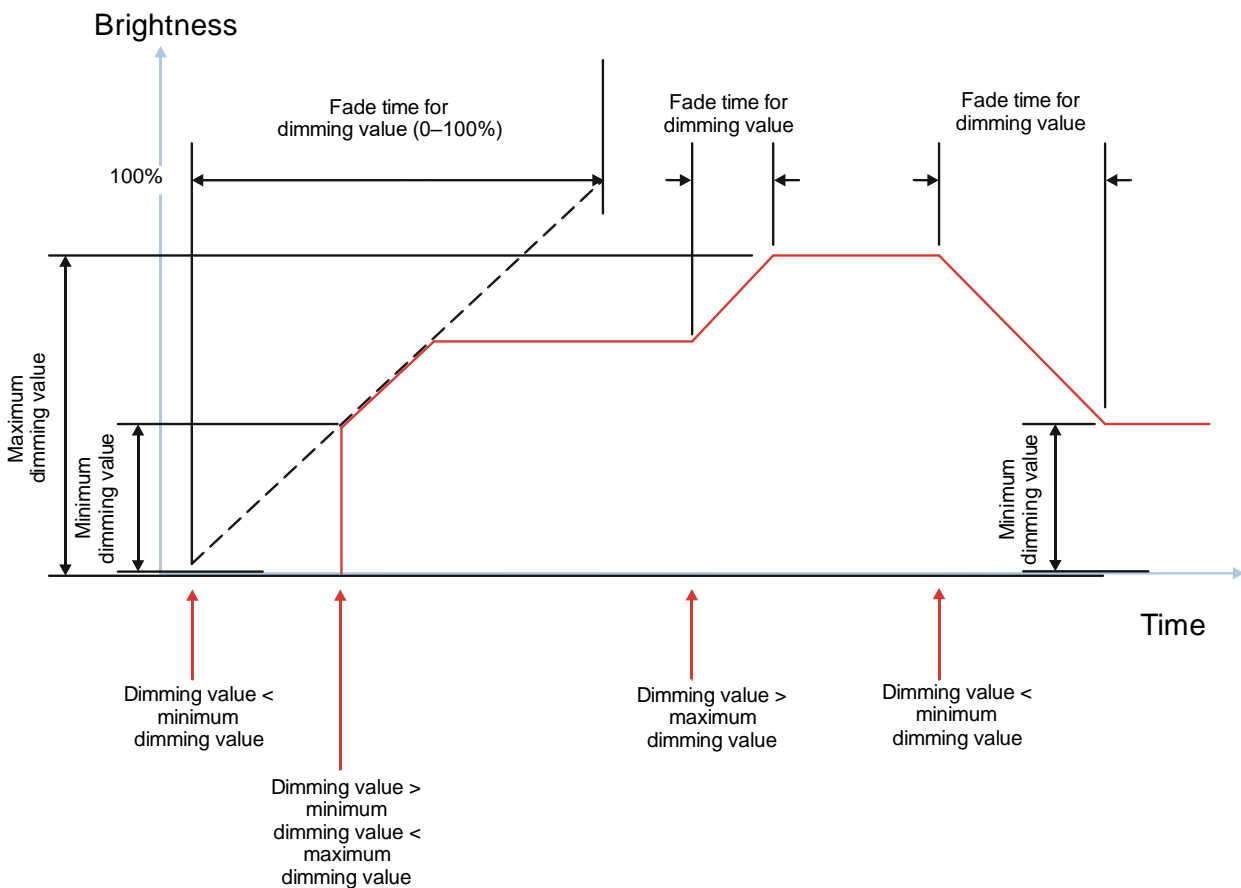 Brightness
Fade time for
dimming value (0–100%)
Fade time for
dimming value
Fade time for
dimming value
100%
Maximum
dimming value
Minimum
dimming value
Minimum
dimming value
Time
Dimming value <
minimum
dimming value
Dimming value >
minimum
dimming value <
maximum
dimming value
Dimming value >
maximum
dimming value
Dimming value <
minimum
dimming value